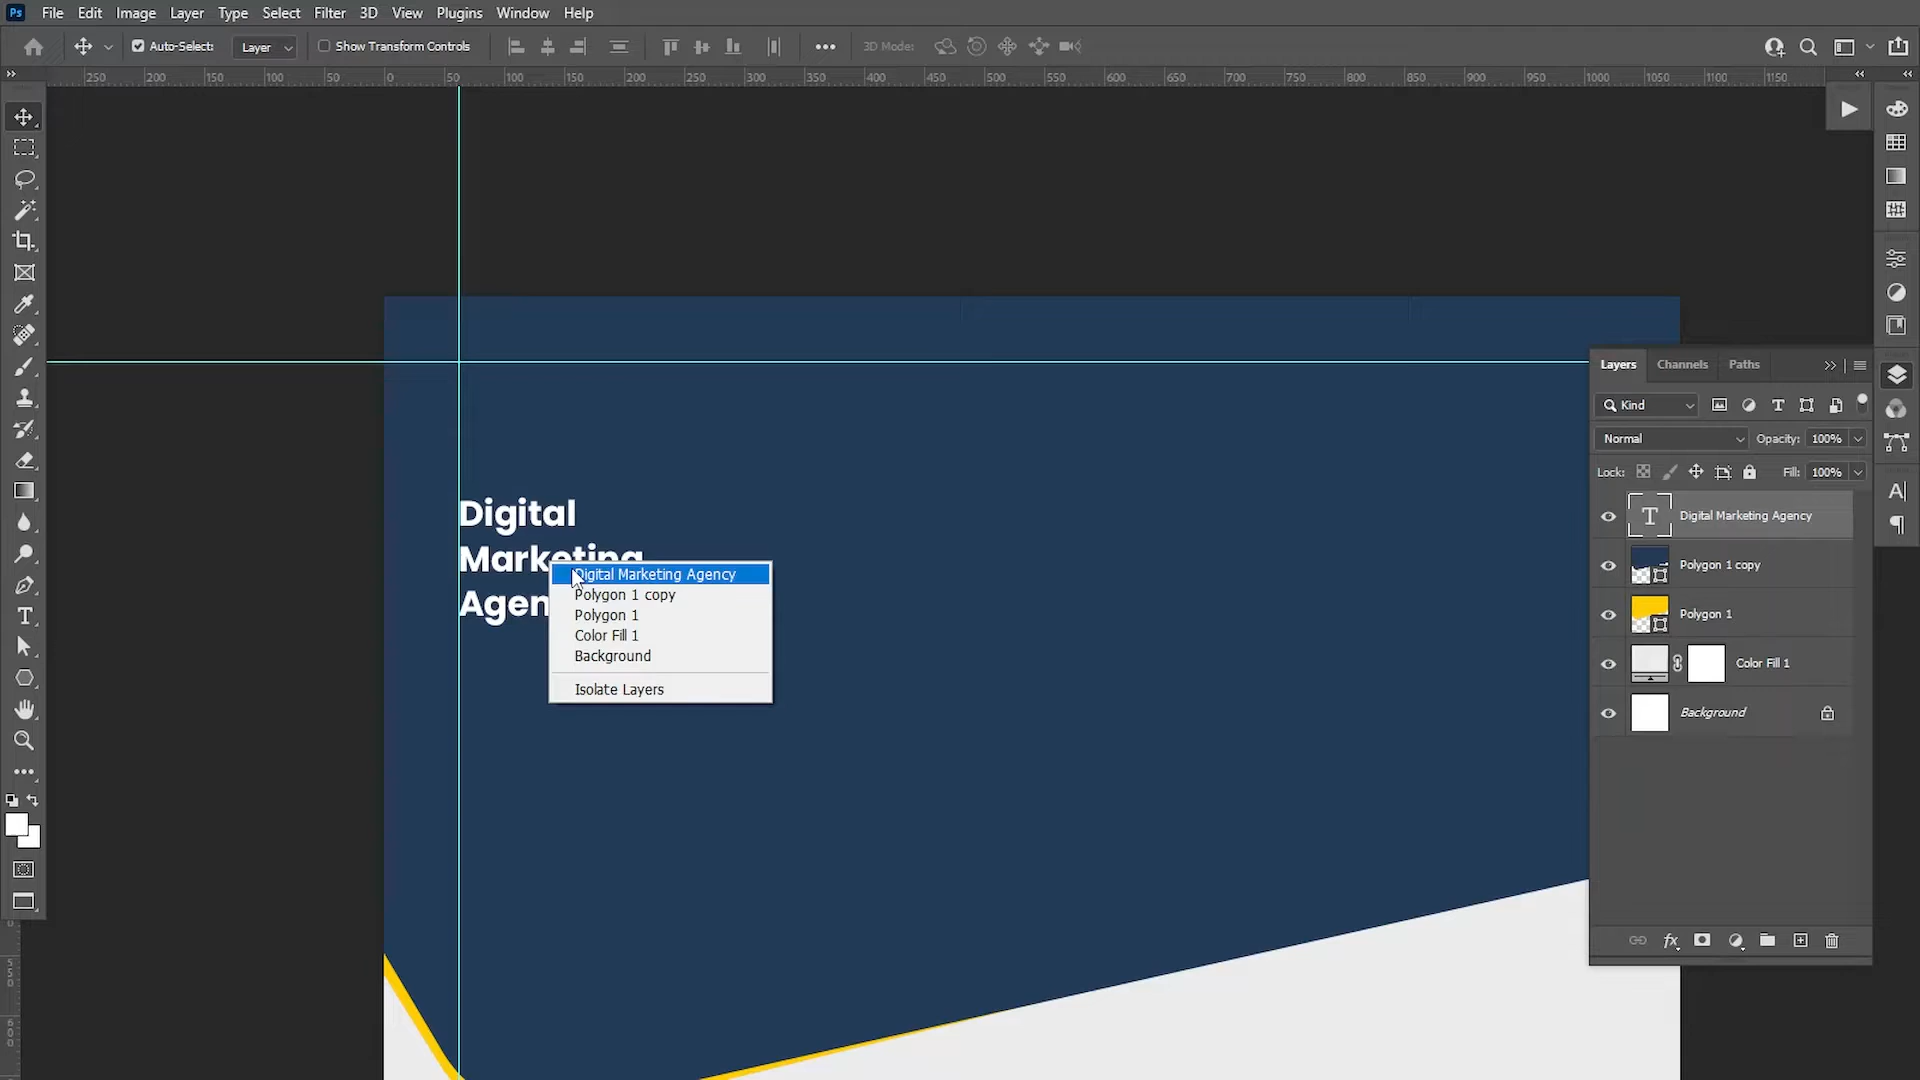 Ps File Edit Image Layer Type Select Filter 3D View Plugins Window Help
Auto-Select: Layer Show Transform Controls 3D Mode:
250 200 150 100 50 0 50 100 150 200 250 300 350 400 450 500 550 600 650 700 750 800 850 900 950 1000 1050 1100 1150
Digital
Marketing
Agen
Digital Marketing Agency
Polygon 1 copy
Polygon 1
Color Fill 1
Background
Isolate Layers
Layers Channels Paths
Kind
Normal Opacity: 100%
Lock: Fill: 100%
T Digital Marketing Agency
Polygon 1 copy
Polygon 1
Color Fill 1
Background
fx
550
600